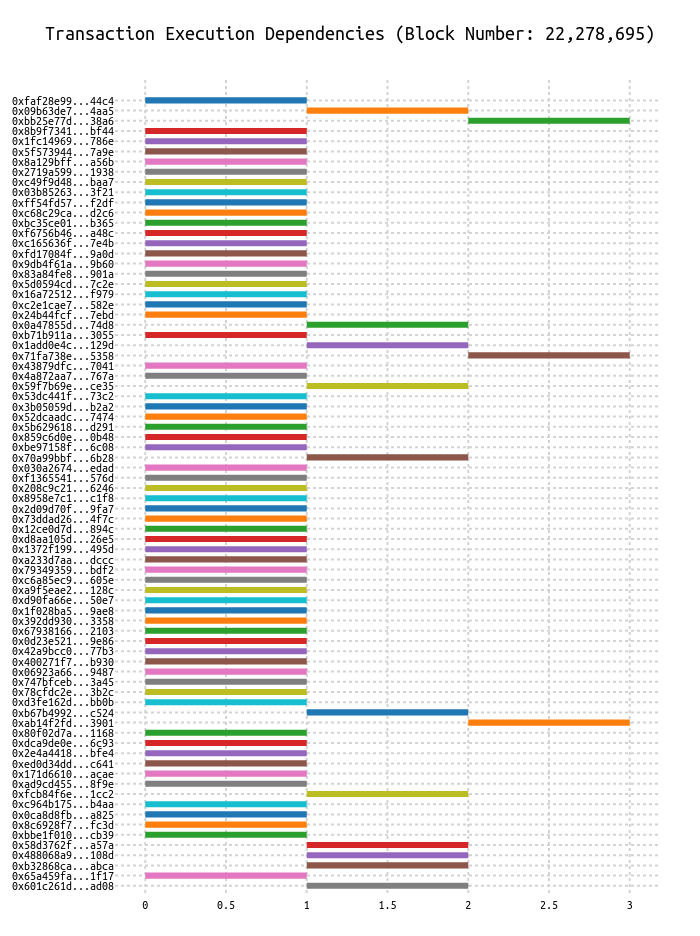 Transaction Execution Dependencies (Block Number: 22,278,695)
0xfaf28e99...44c4
0x09b63de7...4aa5
0xbb25e77d...38a6
0x8b9f7341...bf44
0x1fc14969...786e
0x5f573944...7a9e
0x8a129bff...a56b
0x2719a599...1938
0xc49f9d48...baa7
0x03b85263...3f21
0xff54fd57...f2df
0xc68c29ca...d2c6
0xbc35ce01...b365
0xf6756b46...a48c
0xc165636f...7e4b
0xfd17084f...9a0d
0x9db4f61a...9b60
0x83a84fe8...901a
0x5d0594cd...7c2e
0x16a72512...f979
0xc2e1cae7...582e
0x24b44fcf...7ebd
0x0a47855d...74d8
0xb71b911a...3055
0x1add0e4c...129d
0x71fa738e...5358
0x43879dfc...7041
0x4a872aa7...767a
0x59f7b69e...ce35
0x53dc441f...73c2
0x3b05059d...b2a2
0x52dcaadc...7474
0x5b629618...d291
0x859c6d0e...0b48
0xbe97158f...6c08
0x70a99bbf...6b28
0x030a2674...edad
0xf1365541...576d
0x208c9c21...6246
0x8958e7c1...c1f8
0x2d09d70f...9fa7
0x73ddad26...4f7c
0x12ce0d7d...894c
0xd8aa105d...26e5
0x1372f199...495d
0xa233d7aa...dccc
0x79349359...bdf2
0xc6a85ec9...605e
0xa9f5eae2...128c
0xd90fa66e...50e7
0x1f028ba5...9ae8
0x392dd930...3358
0x67938166...2103
0x0d23e521...9e86
0x42a9bcc0...77b3
0x400271f7...b930
0x06923a66...9487
0x747bfceb...3a45
0x78cfdc2e...3b2c
0xd3fe162d...bb0b
0xb67b4992...c524
0xab14f2fd...3901
0x80f02d7a...1168
0xdca9de0e...6c93
0x2e4a4418...bfe4
0xed0d34dd...c641
0x171d6610...acae
0xad9cd455...8f9e
0xfcb84f6e...1cc2
0xc964b175...b4aa
0x0ca8d8fb...a825
0x8c6928f7...fc3d
0xbbe1f010...cb39
0x58d3762f...a57a
0x488068a9...108d
0xb32868ca...abca
0x65a459fa...1f17
0x601c261d...ad08
0 0.5 1 1.5 2 2.5 3